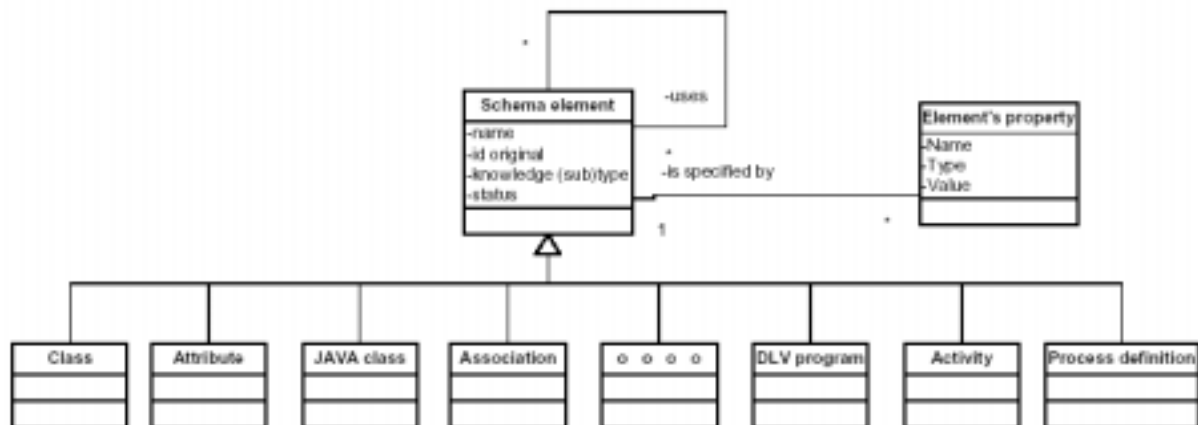 *
Schema element
-uses
-name
-id original
-knowledge (sub)type
-status
*
-is specified by
1
*
Element's property
-Name
-Type
-Value
Class
Attribute
JAVA class
Association
o o o o
DLV program
Activity
Process definition